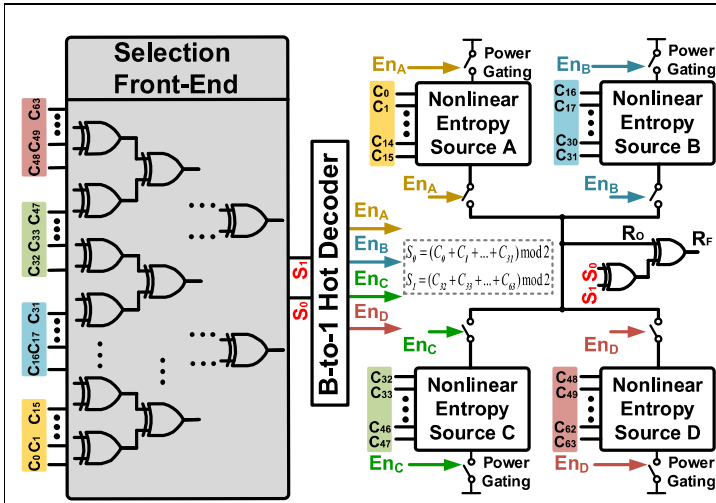 Selection
Front-End
C63
C49
C48
C47
C33
C32
C31
C17
C16
C15
C1
C0
S1
S0
B-to-1 Hot Decoder
EnA
EnB
EnC
EnD
EnA
Power
Gating
C0
C1
C14
C15
Nonlinear
Entropy
Source A
EnA
EnB
Power
Gating
C16
C17
C30
C31
Nonlinear
Entropy
Source B
EnB
S0 = (C0 + C1 + ... + C31) mod 2
S1 = (C32 + C33 + ... + C63) mod 2
RO
RF
S0
S1
EnC
C32
C33
C46
C47
Nonlinear
Entropy
Source C
EnC
Power
Gating
EnD
C48
C49
C62
C63
Nonlinear
Entropy
Source D
EnD
Power
Gating